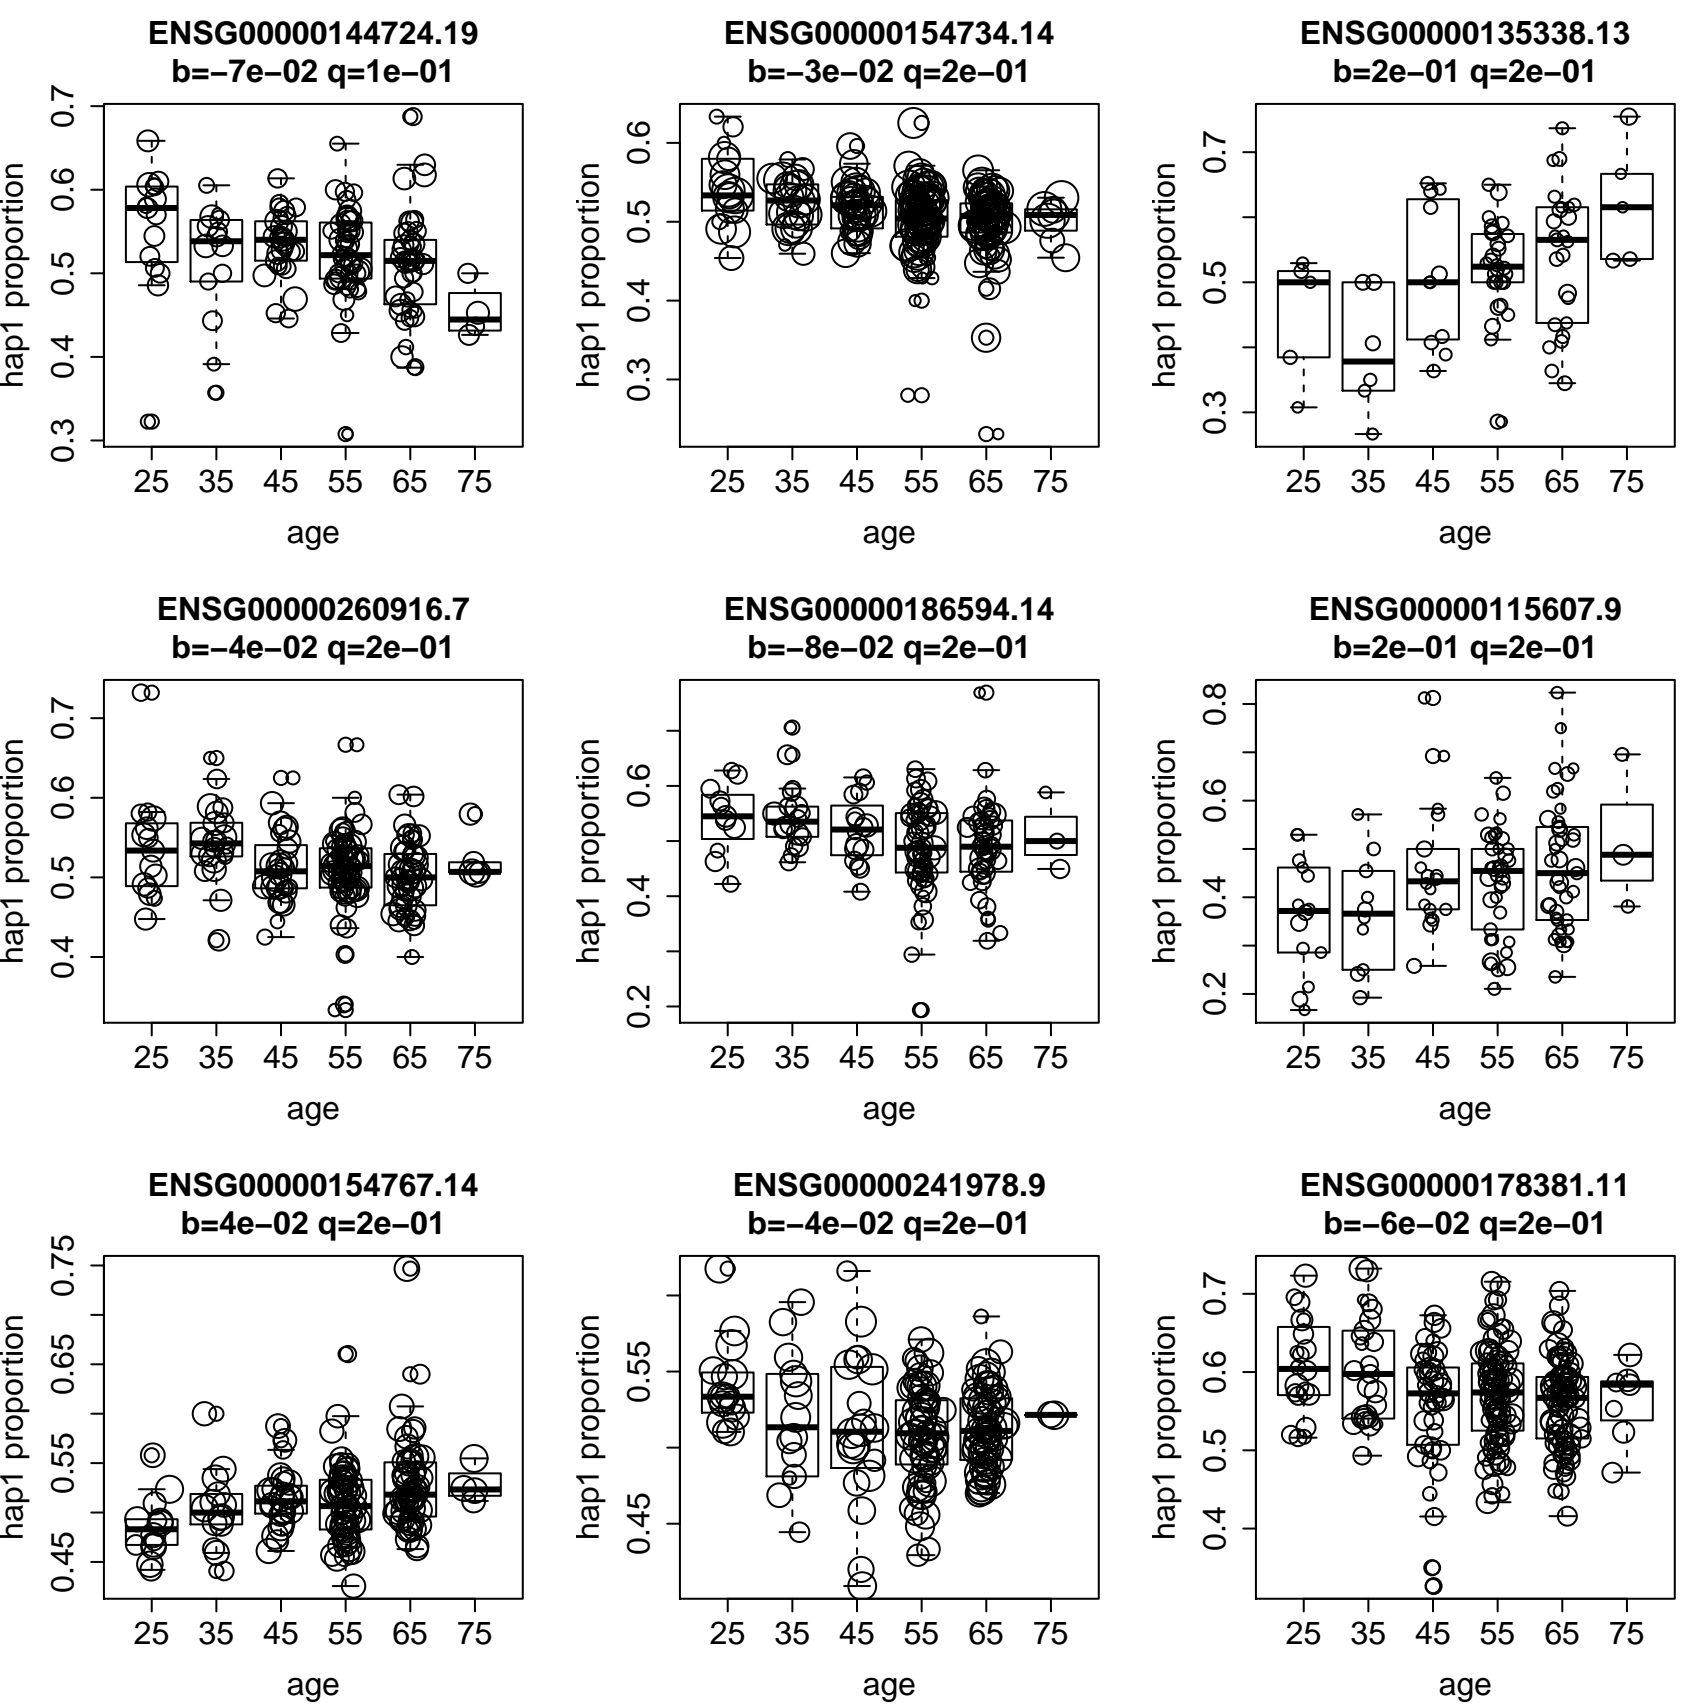 ENSG00000144724.19
b=−7e−02 q=1e−01
hap1 proportion
0.7
0.6
0.5
0.4
0.3
25 35 45 55 65 75
age
ENSG00000154734.14
b=−3e−02 q=2e−01
hap1 proportion
0.6
0.5
0.4
0.3
25 35 45 55 65 75
age
ENSG00000135338.13
b=2e−01 q=2e−01
hap1 proportion
0.7
0.5
0.3
25 35 45 55 65 75
age
ENSG00000260916.7
b=−4e−02 q=2e−01
hap1 proportion
0.7
0.6
0.5
0.4
25 35 45 55 65 75
age
ENSG00000186594.14
b=−8e−02 q=2e−01
hap1 proportion
0.6
0.4
0.2
25 35 45 55 65 75
age
ENSG00000115607.9
b=2e−01 q=2e−01
hap1 proportion
0.8
0.6
0.4
0.2
25 35 45 55 65 75
age
ENSG00000154767.14
b=4e−02 q=2e−01
hap1 proportion
0.75
0.65
0.55
0.45
25 35 45 55 65 75
age
ENSG00000241978.9
b=−4e−02 q=2e−01
hap1 proportion
0.55
0.45
25 35 45 55 65 75
age
ENSG00000178381.11
b=−6e−02 q=2e−01
hap1 proportion
0.7
0.6
0.5
0.4
25 35 45 55 65 75
age